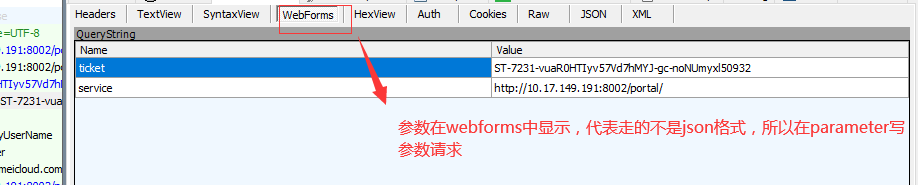 Headers TextView SyntaxView WebForms HexView Auth Cookies Raw JSON XML
=UTF-8
QueryString
Name Value
.191:8002/po
ticket ST-7231-vuaR0HTIyv57Vd7hMYJ-gc-noNUmyxl50932
service http://10.17.149.191:8002/portal/
HTIyv57Vd7h
ST-7231-vua
参数在webforms中显示，代表走的不是json格式，所以在parameter写
参数请求
yUserName
er
meicloud.com